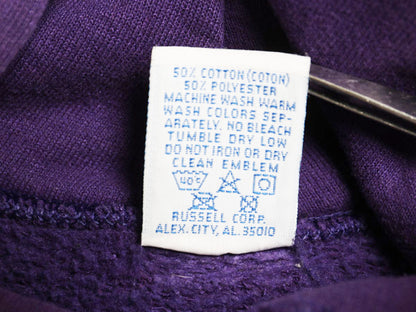 50% COTTON (COTON)
50% POLYESTER
MACHINE WASH WARM
WASH COLORS SEP-
ARATELY. NO BLEACH
TUMBLE DRY LOW
DO NOT IRON OR DRY
CLEAN EMBLEM
40°C
RUSSELL CORP.
ALEX. CITY, AL. 35010